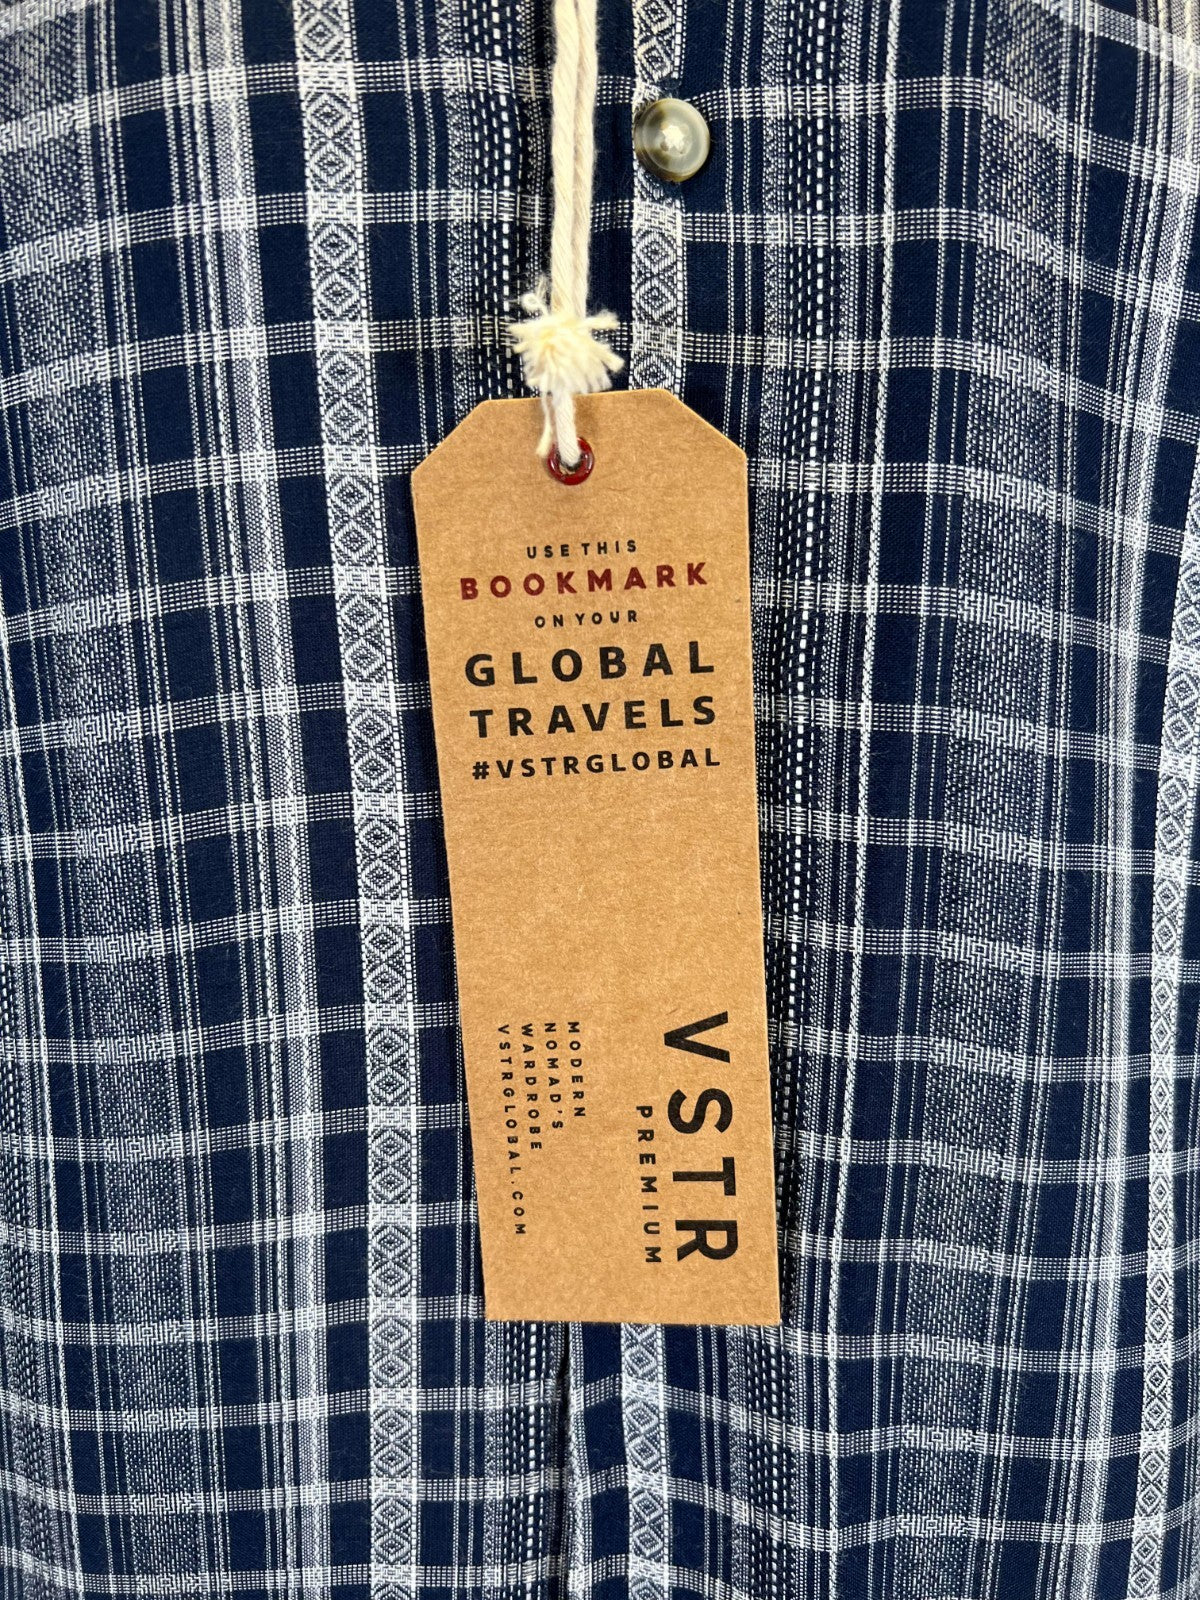 USE THIS
BOOKMARK
ON YOUR
GLOBAL
TRAVELS
#VSTRGLOBAL
VSTR
PREMIUM
MODERN
NOMAD'S
WARDROBE
VSTRGLOBAL.COM